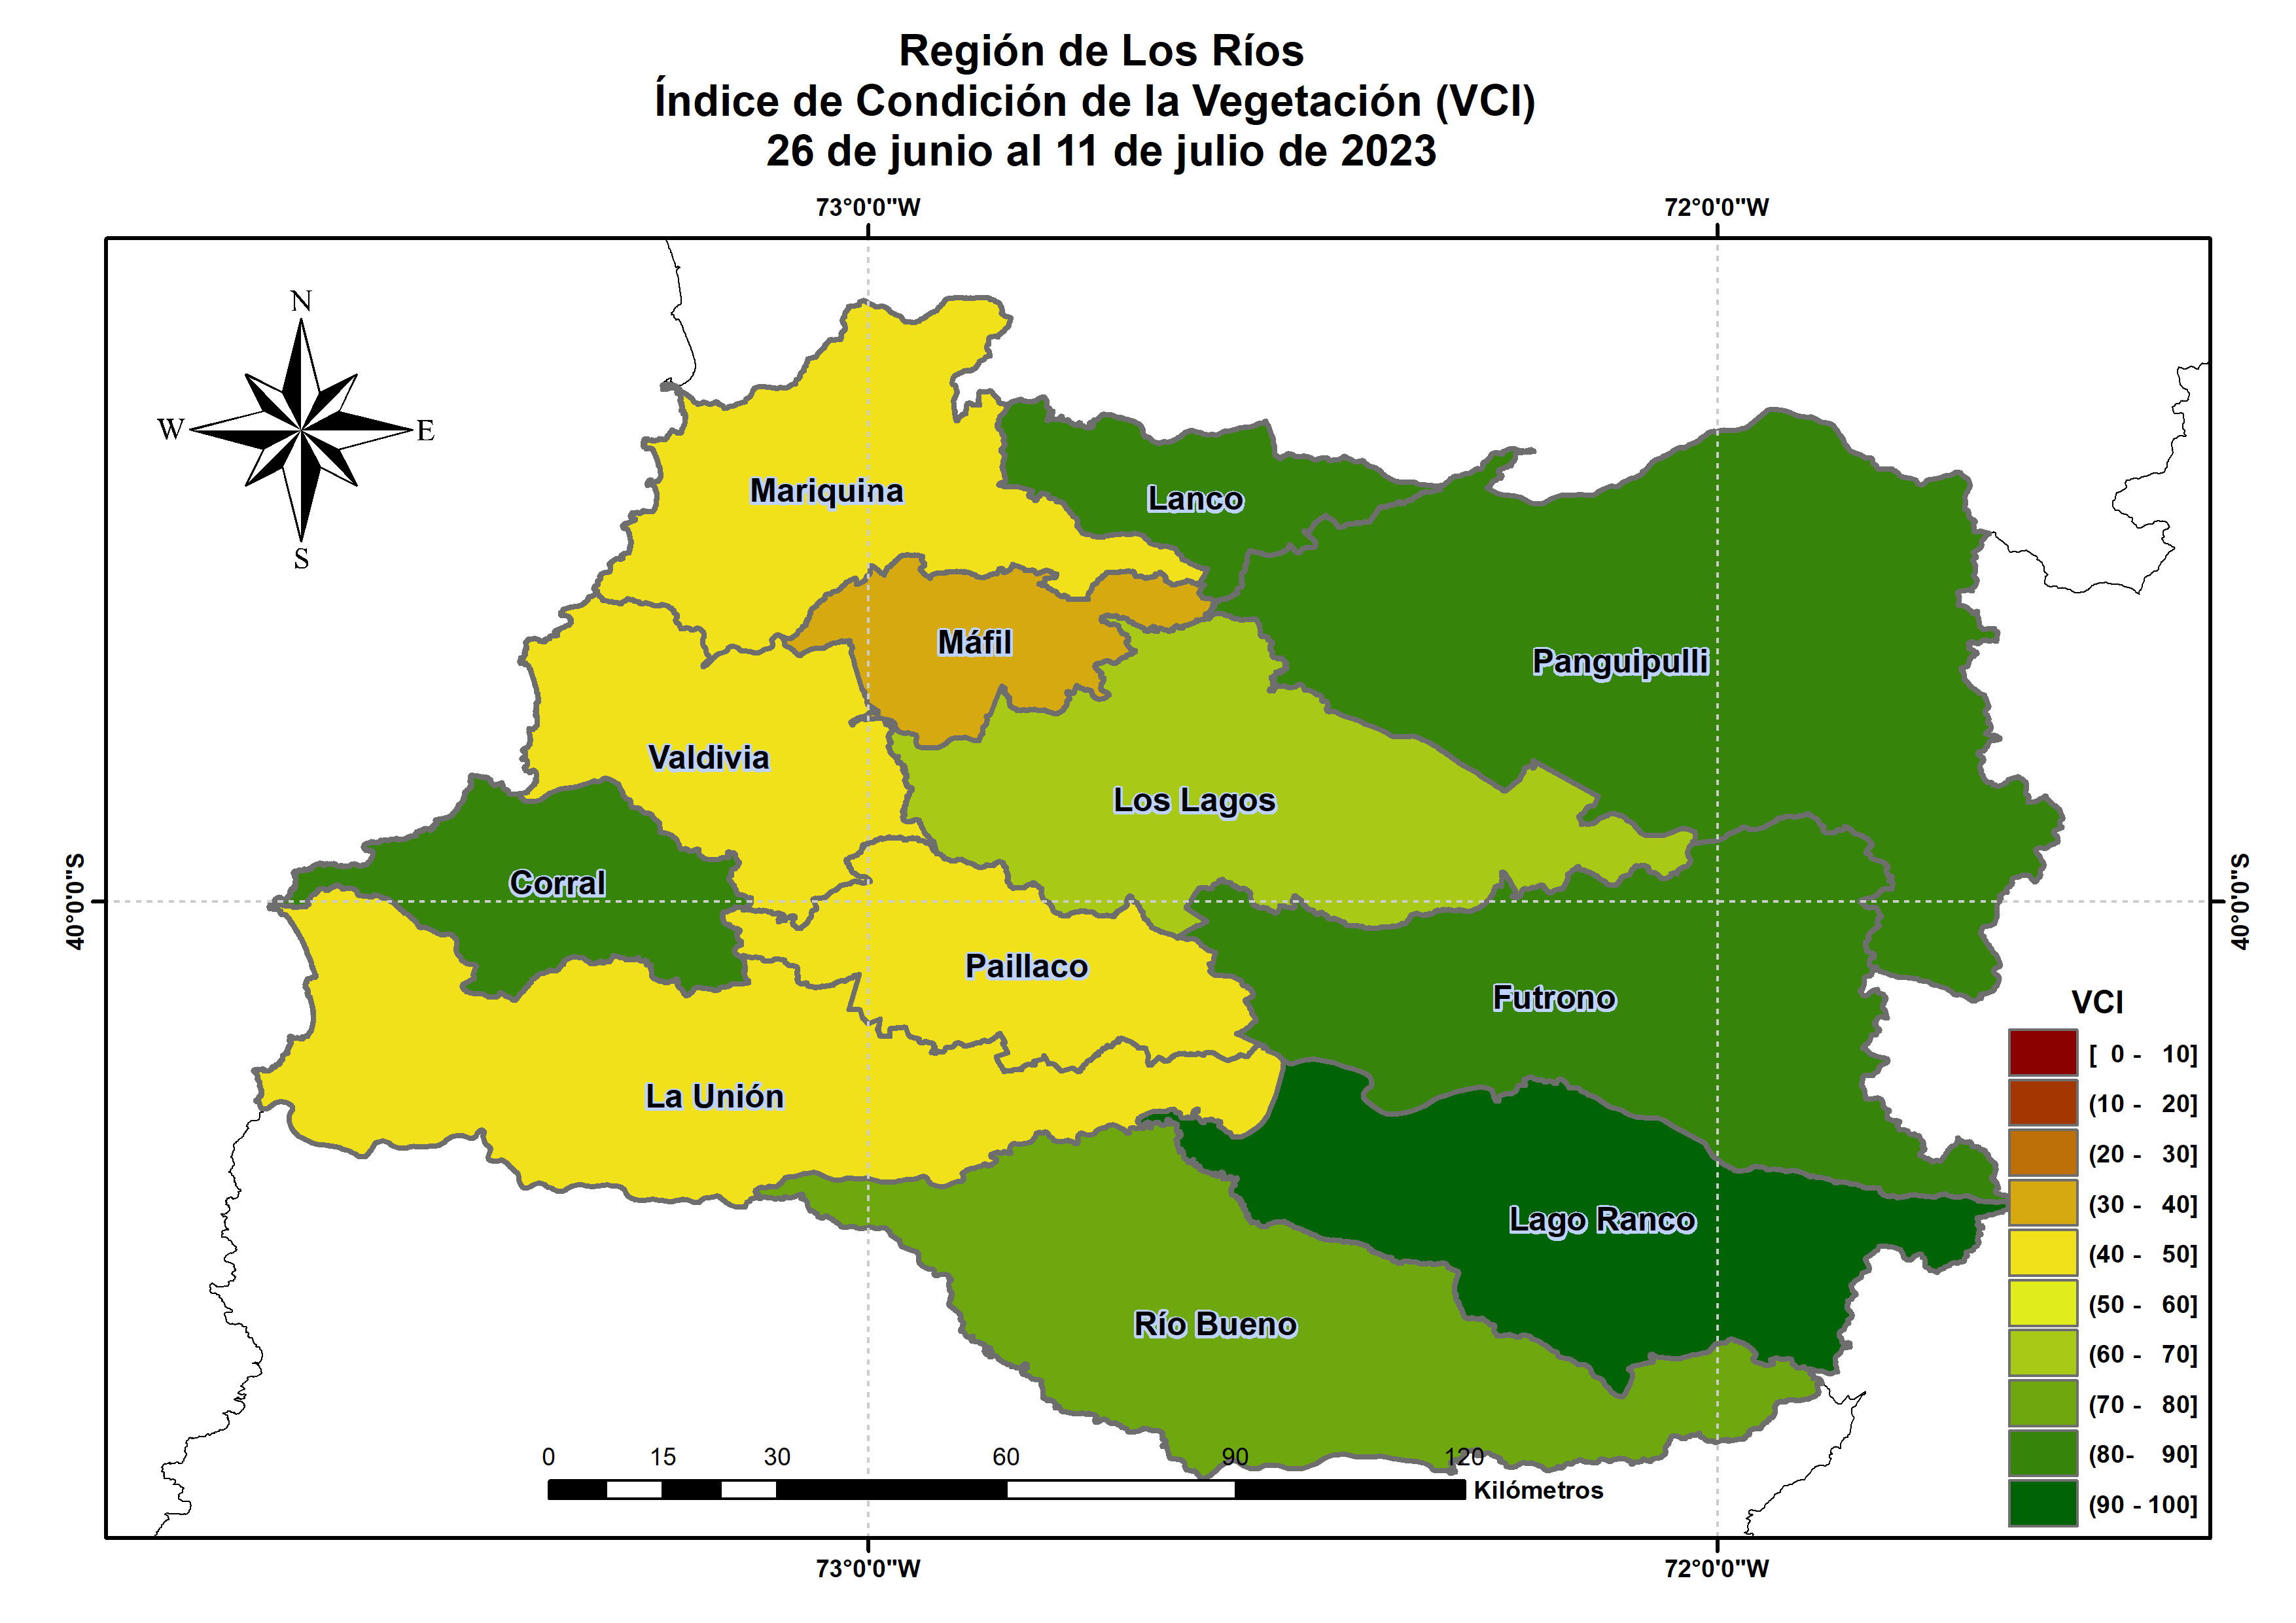 Región de Los Ríos
Índice de Condición de la Vegetación (VCI)
26 de junio al 11 de julio de 2023
73°0'0"W
72°0'0"W
N
W
E
S
Mariquina
Lanco
Máfil
Panguipulli
Valdivia
Los Lagos
Corral
40°0'0"S
40°0'0"S
Paillaco
Futrono
La Unión
Lago Ranco
Río Bueno
VCI
[ 0 - 10]
(10 - 20]
(20 - 30]
(30 - 40]
(40 - 50]
(50 - 60]
(60 - 70]
(70 - 80]
(80- 90]
(90 - 100]
0 15 30 60 90 120
Kilómetros
73°0'0"W
72°0'0"W